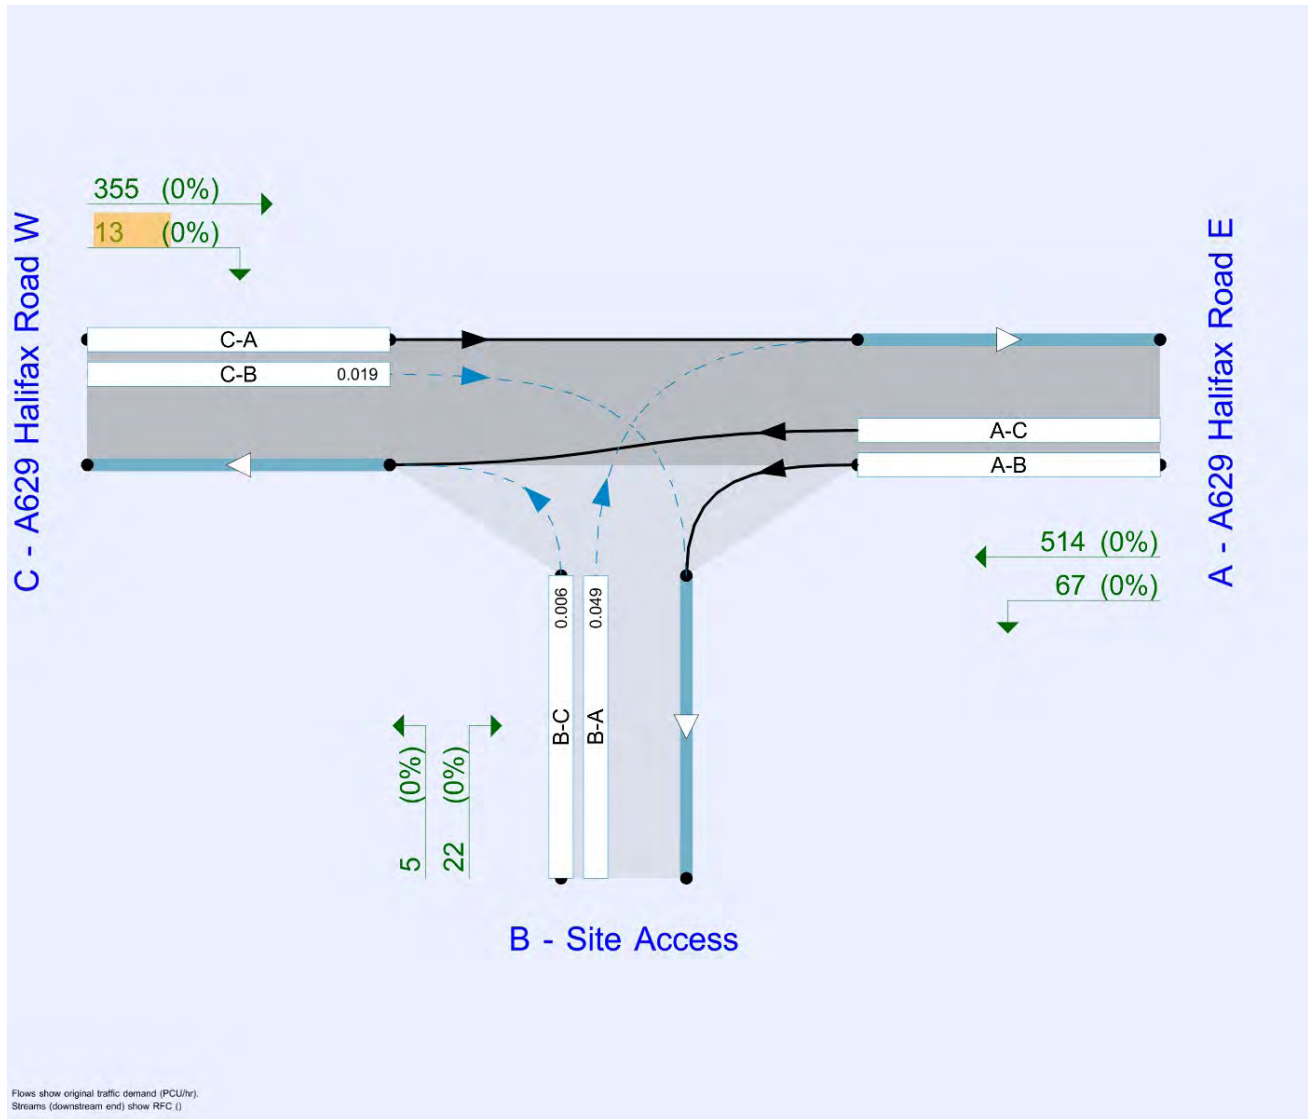 355 (0%)
13 (0%)
C - A629 Halifax Road W
A - A629 Halifax Road E
C-A
C-B 0.019
A-C
A-B
514 (0%)
67 (0%)
0.006
0.049
B-C
B-A
5 (0%)
22 (0%)
B - Site Access
Flows show original traffic demand (PCU/hr).
Streams (downstream end) show RFC ()